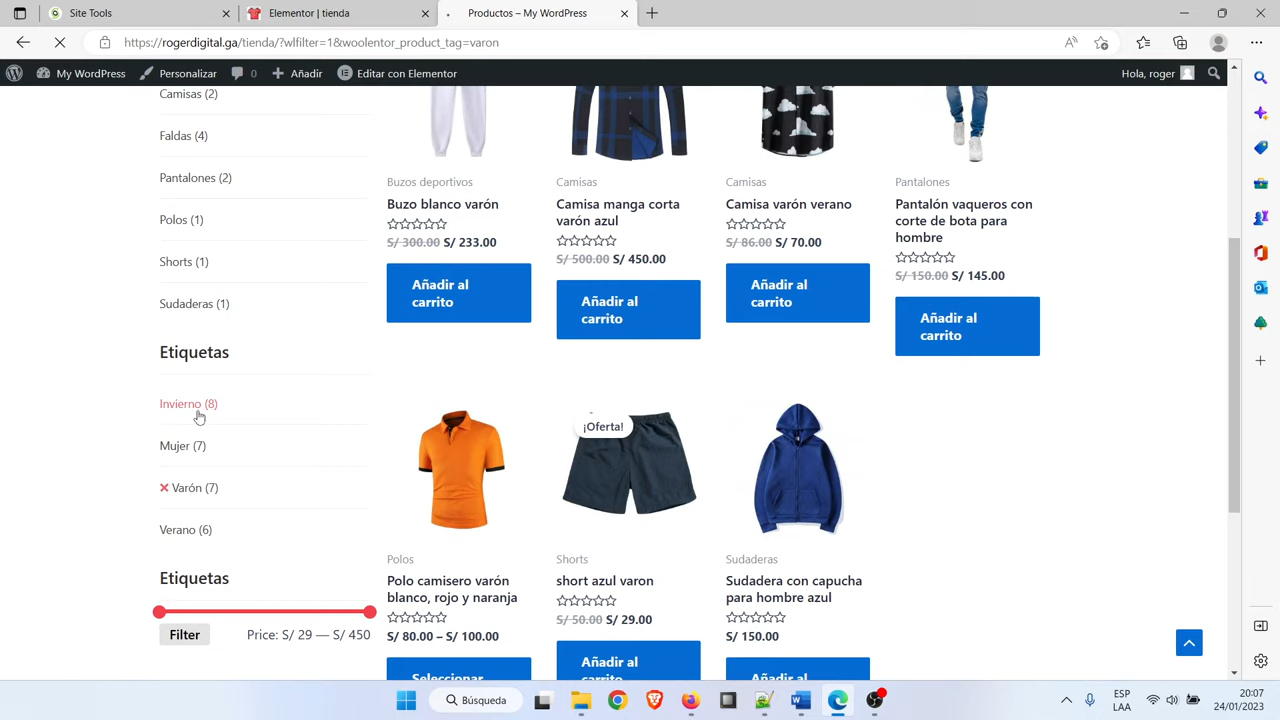 Site Tools
Elementor | tienda
Productos – My WordPress
https://rogerdigital.ga/tienda/?wlfilter=1&woolentor_product_tag=varon
My WordPress
Personalizar
0
Añadir
Editar con Elementor
Hola, roger
Camisas (2)
Faldas (4)
Pantalones (2)
Polos (1)
Shorts (1)
Sudaderas (1)
Etiquetas
Invierno (8)
Mujer (7)
Varón (7)
Verano (6)
Etiquetas
Filter
Price: S/ 29 — S/ 450
Buzos deportivos
Buzo blanco varón
S/ 300.00 S/ 233.00
Añadir al
carrito
Camisas
Camisa manga corta
varón azul
S/ 500.00 S/ 450.00
Añadir al
carrito
Camisas
Camisa varón verano
S/ 86.00 S/ 70.00
Añadir al
carrito
Pantalones
Pantalón vaqueros con
corte de bota para
hombre
S/ 150.00 S/ 145.00
Añadir al
carrito
Polos
Polo camisero varón
blanco, rojo y naranja
S/ 80.00 – S/ 100.00
Seleccionar
¡Oferta!
Shorts
short azul varon
S/ 50.00 S/ 29.00
Añadir al
Sudaderas
Sudadera con capucha
para hombre azul
S/ 150.00
Añadir al
Búsqueda
ESP
LAA
20:07
24/01/2023